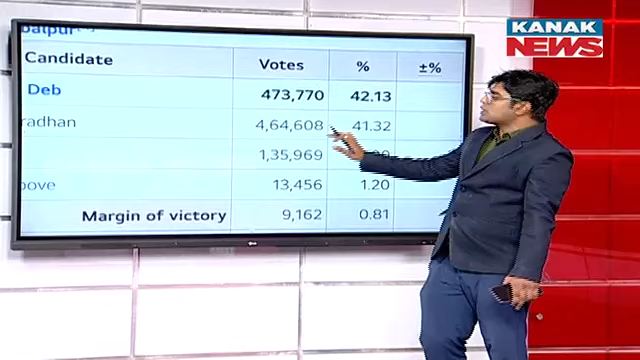 KANAK
NEWS
Candidate Votes % ±%
Deb 473,770 42.13
radhan 4,64,608 41.32
1,35,969
ove 13,456 1.20
Margin of victory 9,162 0.81
LG